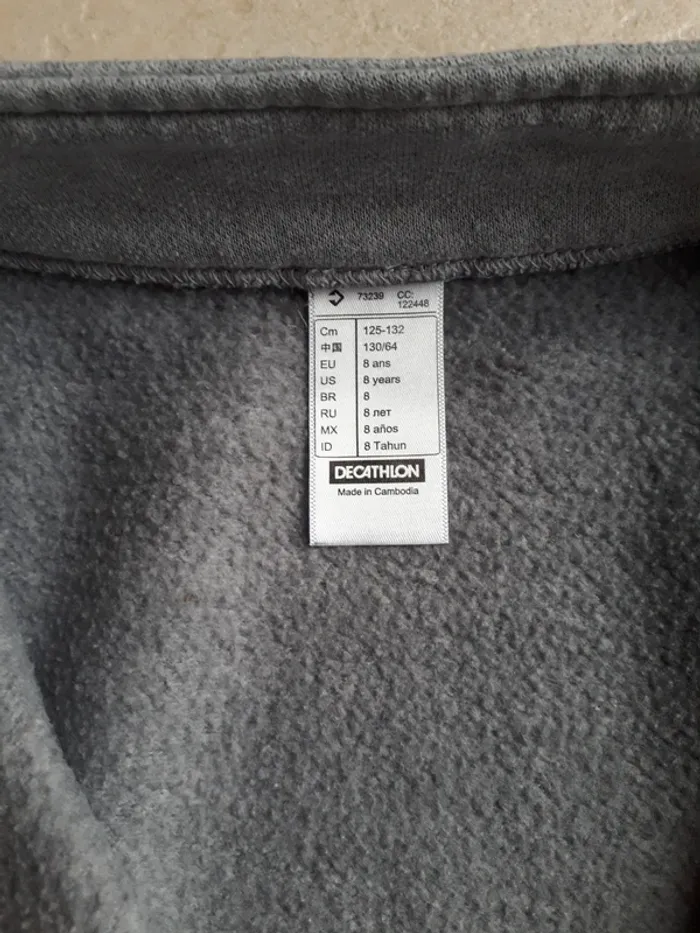 73239 CC:
122448
Cm 125-132
中国 130/64
EU 8 ans
US 8 years
BR 8
RU 8 лет
MX 8 años
ID 8 Tahun
DECATHLON
Made in Cambodia